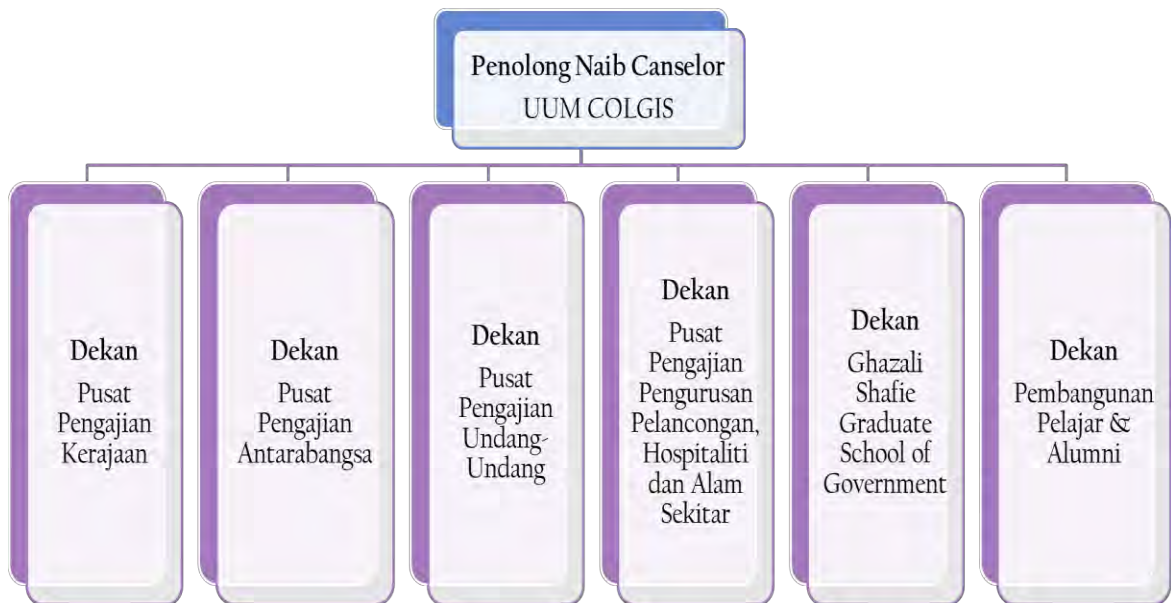 Penolong Naib Canselor
UUM COLGIS
Dekan
Pusat
Pengajian
Kerajaan
Dekan
Pusat
Pengajian
Antarabangsa
Dekan
Pusat
Pengajian
Undang-
Undang
Dekan
Pusat
Pengajian
Pengurusan
Pelancongan,
Hospitaliti
dan Alam
Sekitar
Dekan
Ghazali
Shafie
Graduate
School of
Government
Dekan
Pembangunan
Pelajar &
Alumni